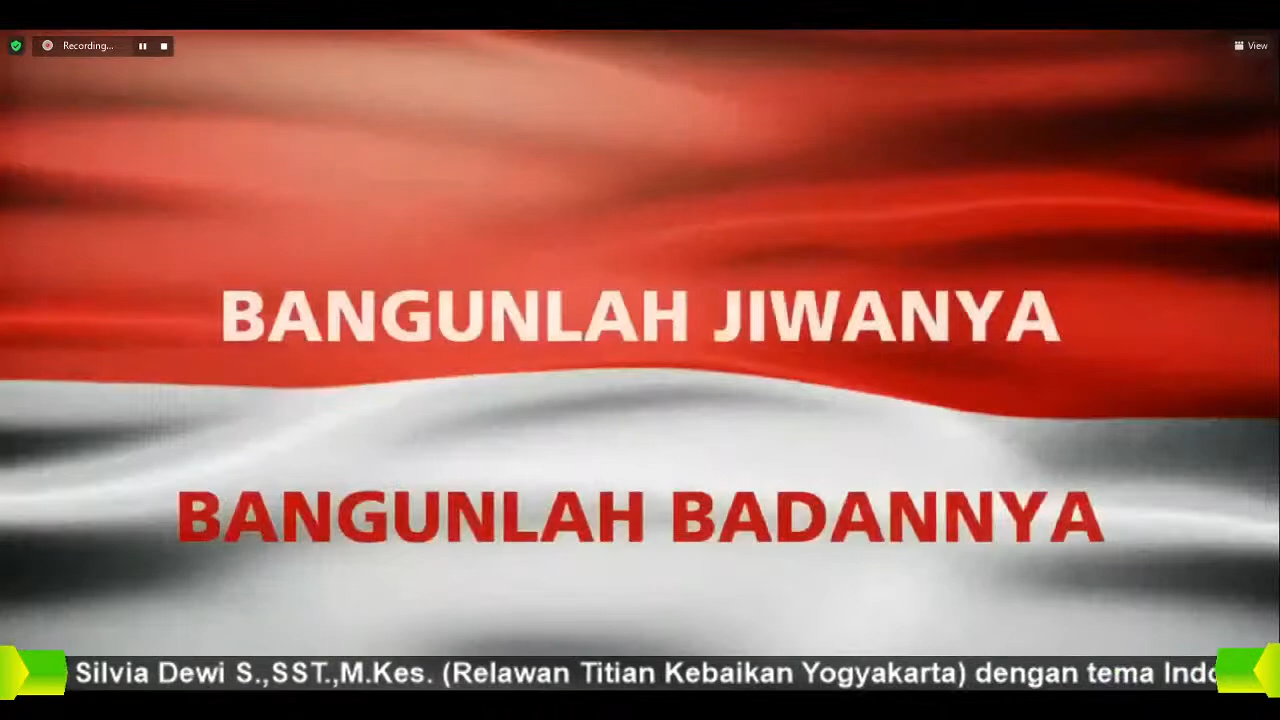 Recording...
View
BANGUNLAH JIWANYA
BANGUNLAH BADANNYA
Silvia Dewi S.,SST.,M.Kes. (Relawan Titian Kebaikan Yogyakarta) dengan tema